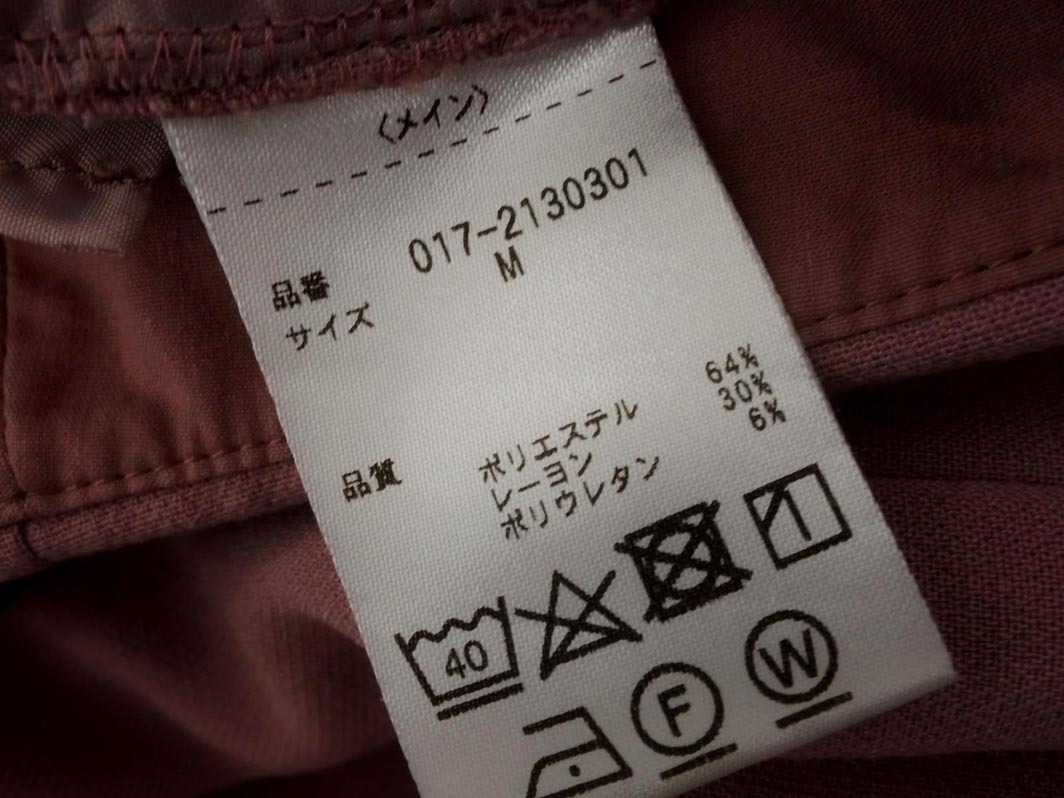 〈メイン〉
品番 017-2130301
サイズ M
品質 ポリエステル 64%
レーヨン 30%
ポリウレタン 6%
40
F W